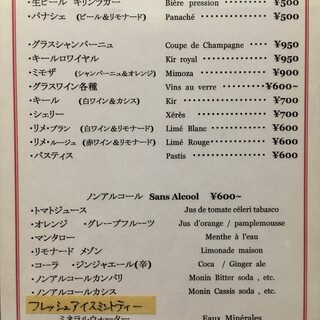 ・生ビール キリンラガー Bière pression ・・・・・・・ ¥500
・パナシェ (ビール&リモナード) Panaché ・・・・・・・ ¥500
・グラスシャンパーニュ Coupe de Champagne ・・・ ¥950
・キールロワイヤル Kir royal ・・・・・・・ ¥950
・ミモザ (シャンパーニュ&オレンジ) Mimoza ・・・・・・・ ¥900
・グラスワイン各種 Vins au verre ・・・・・・・ ¥600~
・キール (白ワイン&カシス) Kir ・・・・・・・ ¥700
・シェリー Xérès ・・・・・・・ ¥700
・リメ・ブラン (白ワイン&リモナード) Limé Blanc ・・・・・・・ ¥600
・リメ・ルージュ (赤ワイン&リモナード) Limé Rouge ・・・・・・・ ¥600
・パスティス Pastis ・・・・・・・ ¥600
ノンアルコール Sans Alcool ¥600~
・トマトジュース Jus de tomate céleri tabasco
・オレンジ ・グレープフルーツ Jus d'orange / pamplemousse
・マンタロー Menthe à l'eau
・リモナード メゾン Limonade maison
・コーラ ・ジンジャエール(辛) Coca / Ginger ale
・ノンアルコールカンパリ Monin Bitter soda , etc.
・ノンアルコールカシス Monin Cassis soda , etc.
フレッシュアイスミントティー
ミネラルウォーター Eaux Minérales